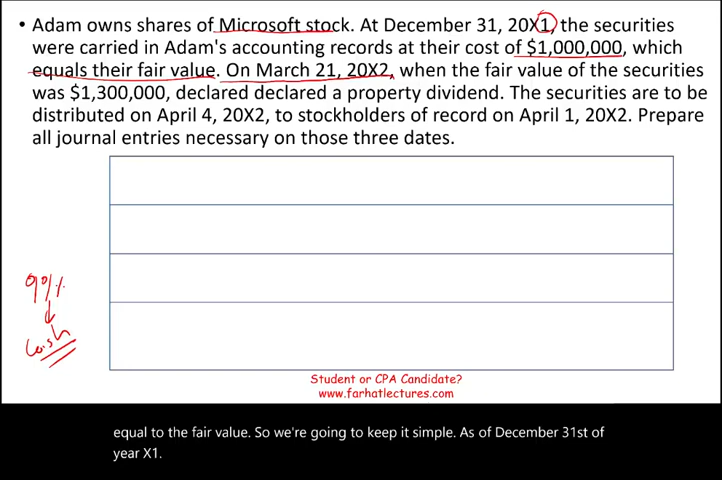 • Adam owns shares of Microsoft stock. At December 31, 20X1, the securities
were carried in Adam's accounting records at their cost of $1,000,000, which
equals their fair value. On March 21, 20X2, when the fair value of the securities
was $1,300,000, declared declared a property dividend. The securities are to be
distributed on April 4, 20X2, to stockholders of record on April 1, 20X2. Prepare
all journal entries necessary on those three dates.
90%
Cash
Student or CPA Candidate?
www.farhatlectures.com
equal to the fair value. So we're going to keep it simple. As of December 31st of
year X1.